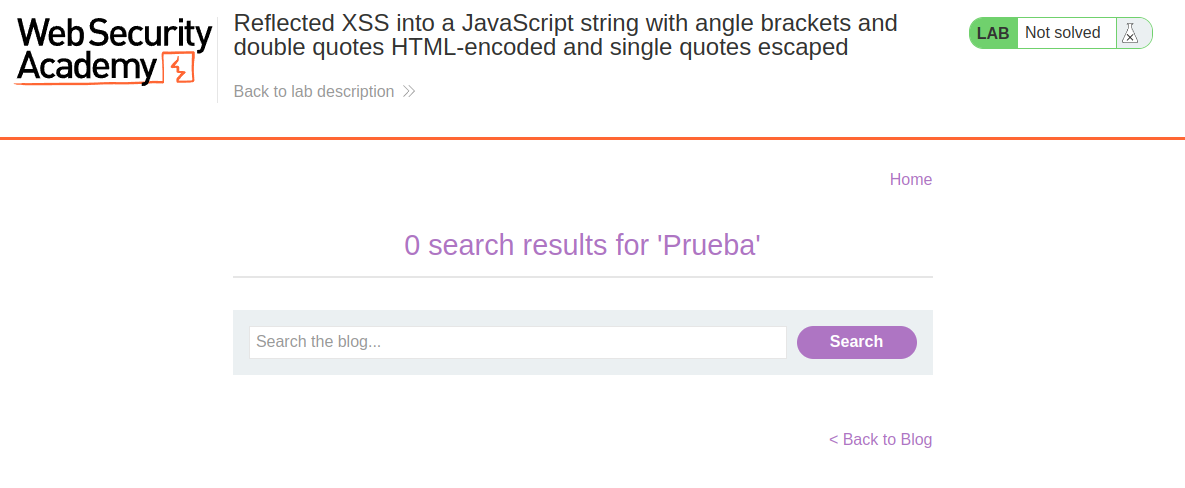 Web Security
Academy
Reflected XSS into a JavaScript string with angle brackets and
double quotes HTML-encoded and single quotes escaped
Back to lab description
LAB Not solved
Home
0 search results for 'Prueba'
Search the blog...
Search
< Back to Blog